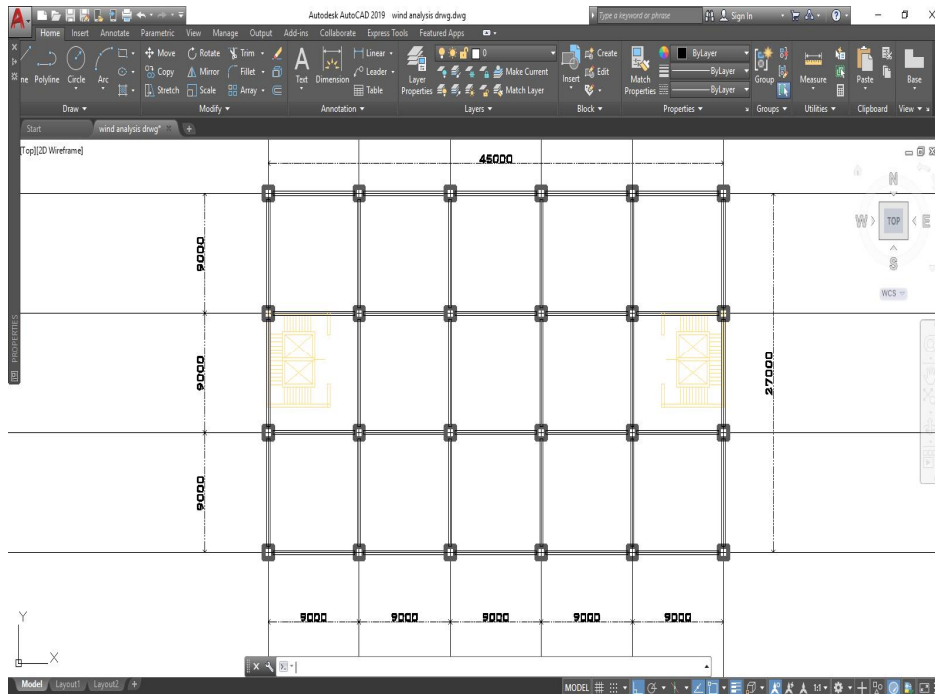 Autodesk AutoCAD 2019 wind analysis drwg.dwg
Type a keyword or phrase
Sign In
Home Insert Annotate Parametric View Manage Output Add-ins Collaborate Express Tools Featured Apps
ne Polyline Circle Arc
Move Rotate Trim
Copy Mirror Fillet
Stretch Scale Array
Text Dimension
Linear
Leader
Table
Layer Properties
0
Make Current
Match Layer
Insert
Create
Edit
Match Properties
ByLayer
ByLayer
ByLayer
Group
Measure
Paste
Base
Draw Modify Annotation Layers Block Properties Groups Utilities Clipboard View
Start wind analysis drwg*
[Top][2D Wireframe]
45000
N
W TOP E
S
WCS
9000
9000
9000
27000
PROPERTIES
9000 9000 9000 9000 9000
Y
X
Model Layout1 Layout2
MODEL
1:1